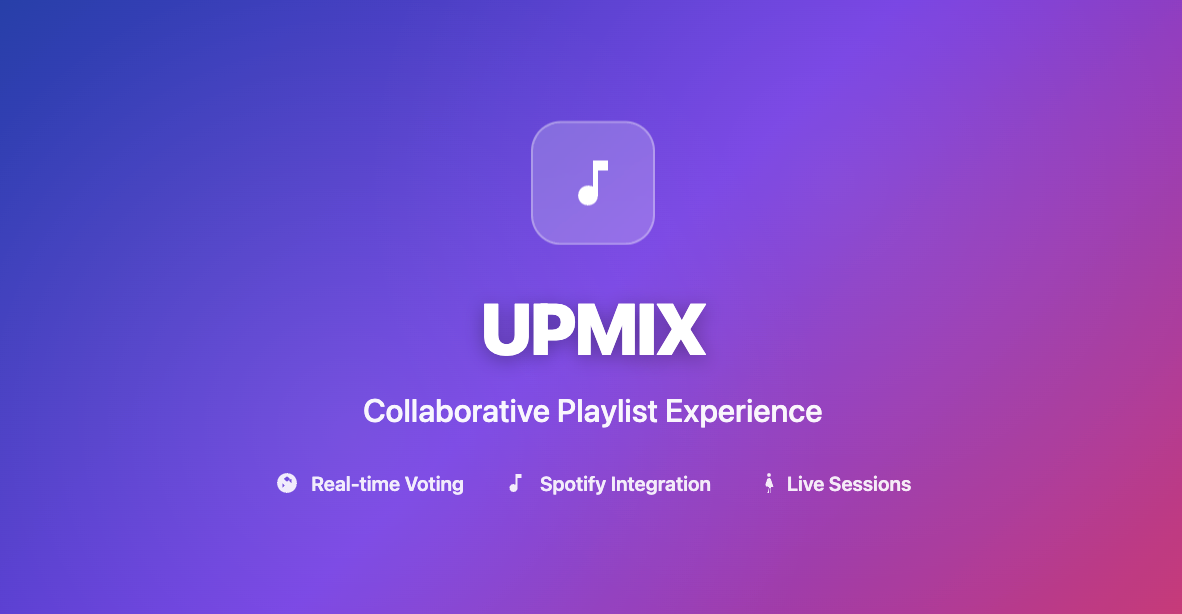 UPMIX
Collaborative Playlist Experience
Real-time Voting Spotify Integration Live Sessions